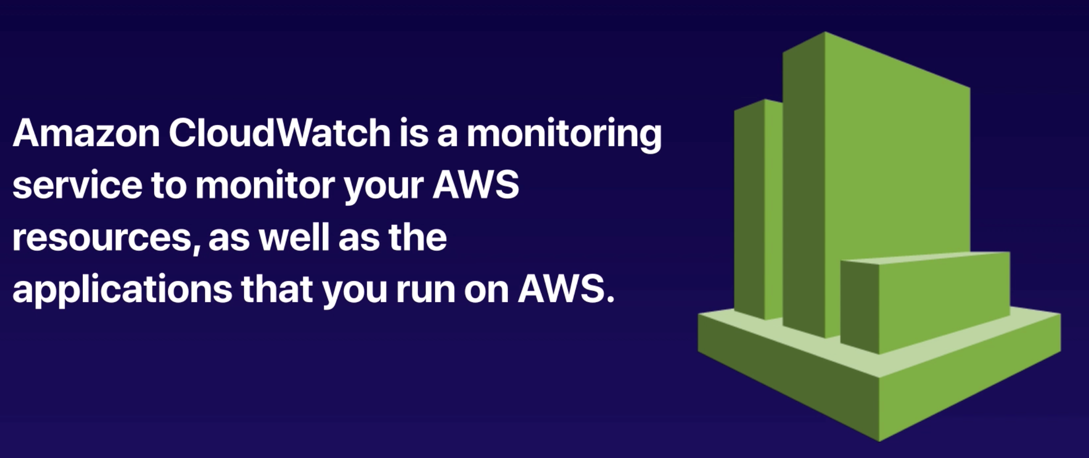 Amazon CloudWatch is a monitoring
service to monitor your AWS
resources, as well as the
applications that you run on AWS.